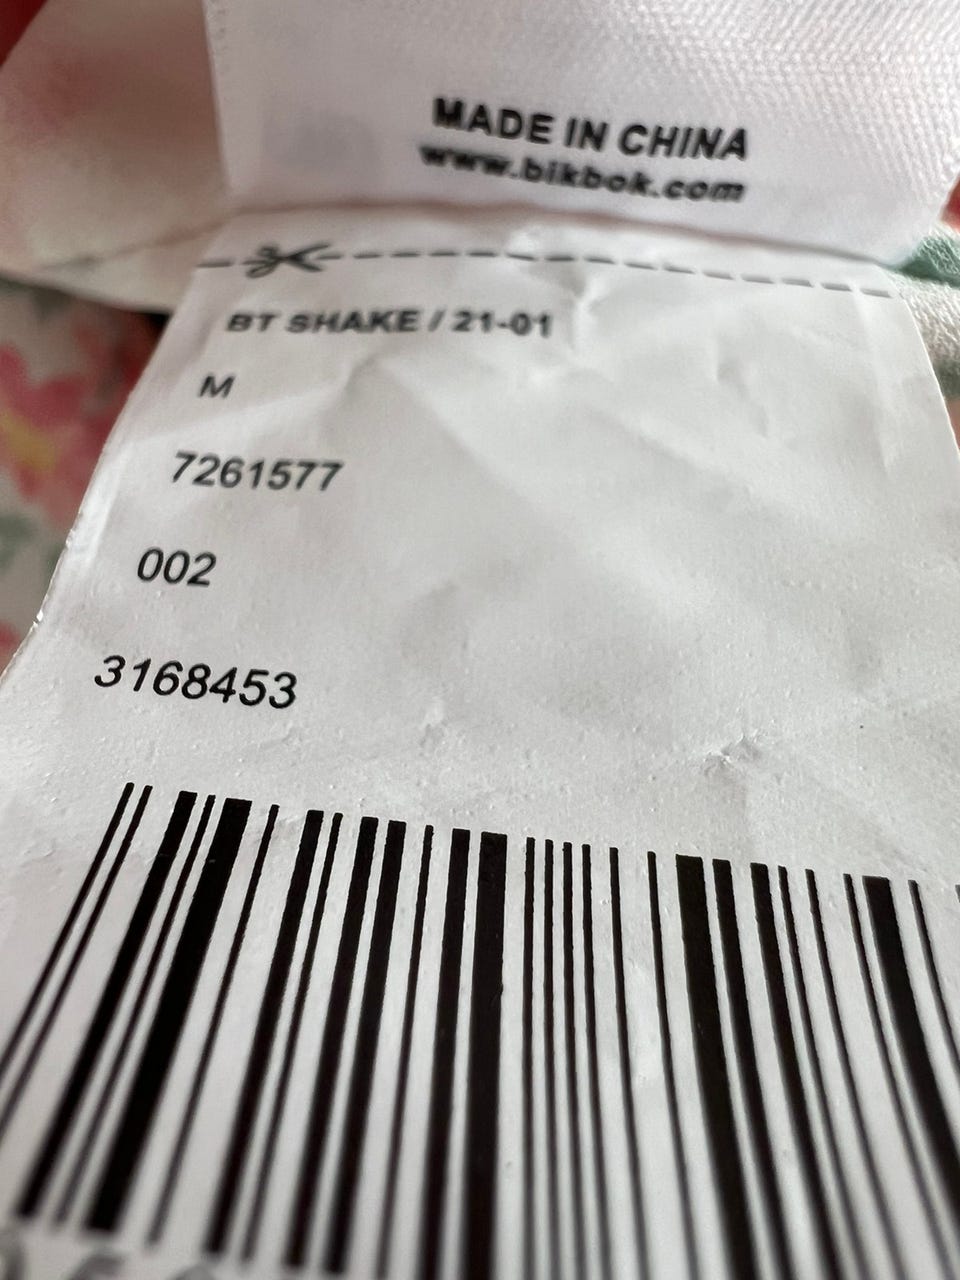 MADE IN CHINA
www.bikbok.com
BT SHAKE / 21-01
M
7261577
002
3168453